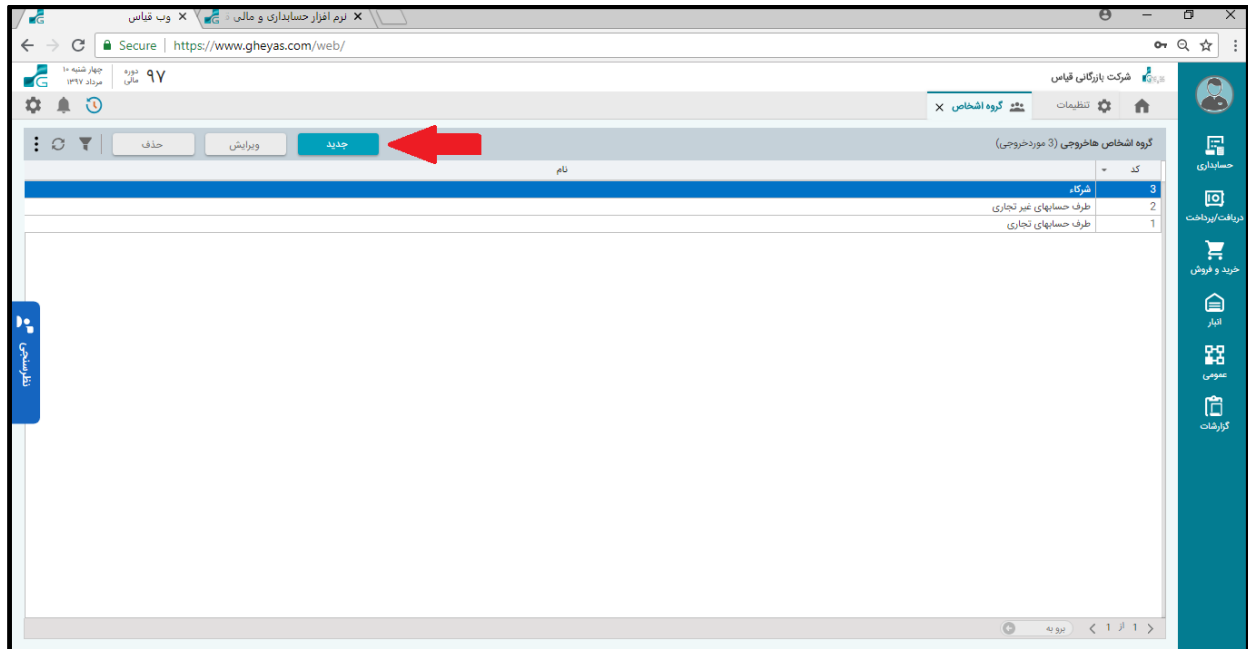 نرم افزار حسابداری و مالی
وب قیاس
Secure | https://www.gheyas.com/web/
شرکت بازرگانی قیاس
دوره مالی ۹۷
چهار شنبه ۱۰
مرداد ۱۳۹۷
تنظیمات
گروه اشخاص
گروه اشخاص هاخروجی (3 موردخروجی)
جدید
ویرایش
حذف
کد
نام
3 شرکاء
2 طرف حسابهای غیر تجاری
1 طرف حسابهای تجاری
حسابداری
دریافت/پرداخت
خرید و فروش
انبار
عمومی
گزارشات
نظرسنجی
1 از 1
برو به